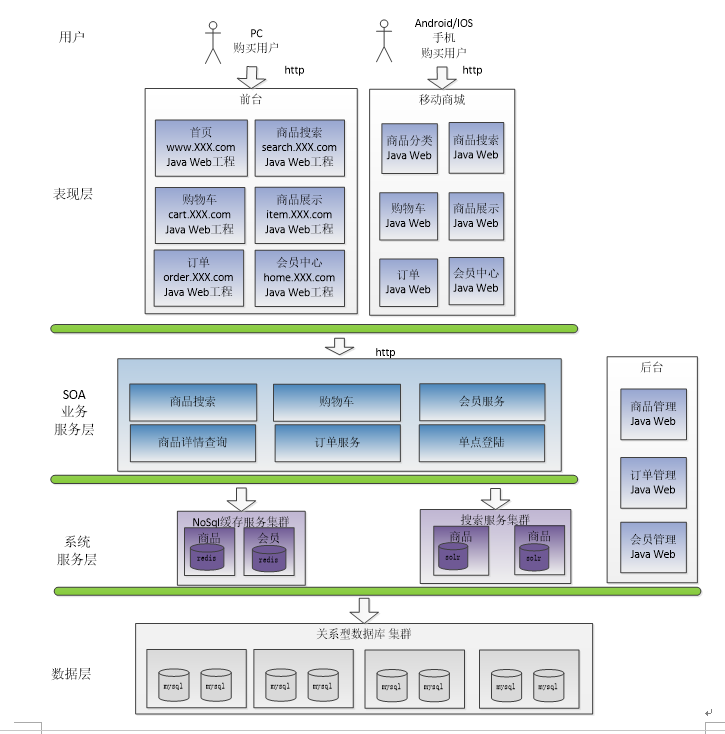 用户
PC
购买用户
http
Android/IOS
手机
购买用户
http
表现层
前台
首页
www.XXX.com
Java Web工程
商品搜索
search.XXX.com
Java Web工程
购物车
cart.XXX.com
Java Web工程
商品展示
item.XXX.com
Java Web工程
订单
order.XXX.com
Java Web工程
会员中心
home.XXX.com
Java Web工程
移动商城
商品分类
Java Web
商品搜索
Java Web
购物车
Java Web
商品展示
Java Web
订单
Java Web
会员中心
Java Web
http
SOA
业务
服务层
商品搜索
购物车
会员服务
商品详情查询
订单服务
单点登陆
后台
商品管理
Java Web
订单管理
Java Web
会员管理
Java Web
系统
服务层
NoSql缓存服务集群
商品
redis
会员
redis
搜索服务集群
商品
solr
商品
solr
数据层
关系型数据库 集群
mysql
mysql
mysql
mysql
mysql
mysql
mysql
mysql